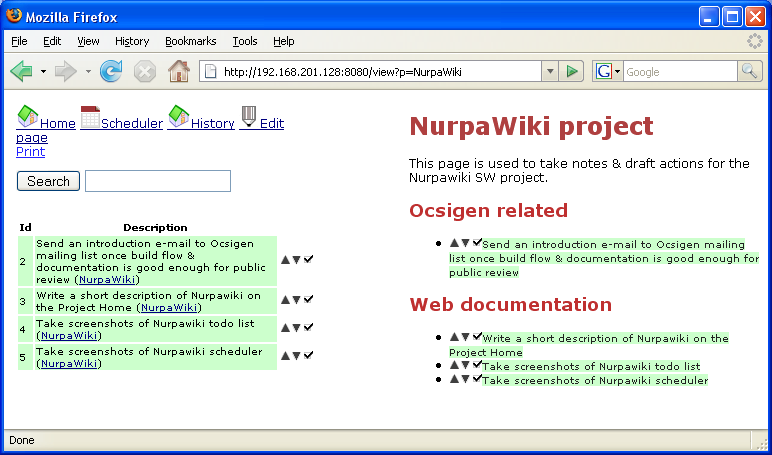 Mozilla Firefox
File Edit View History Bookmarks Tools Help
http://192.168.201.128:8080/view?p=NurpaWiki
G Google
Home Scheduler History Edit
page
Print
Search
Id Description
2 Send an introduction e-mail to Ocsigen
mailing list once build flow &
documentation is good enough for public
review (NurpaWiki)
3 Write a short description of Nurpawiki on
the Project Home (NurpaWiki)
4 Take screenshots of Nurpawiki todo list
(NurpaWiki)
5 Take screenshots of Nurpawiki scheduler
(NurpaWiki)
NurpaWiki project
This page is used to take notes & draft actions for the
Nurpawiki SW project.
Ocsigen related
Send an introduction e-mail to Ocsigen mailing
list once build flow & documentation is good enough for
public review
Web documentation
Write a short description of Nurpawiki on the
Project Home
Take screenshots of Nurpawiki todo list
Take screenshots of Nurpawiki scheduler
Done